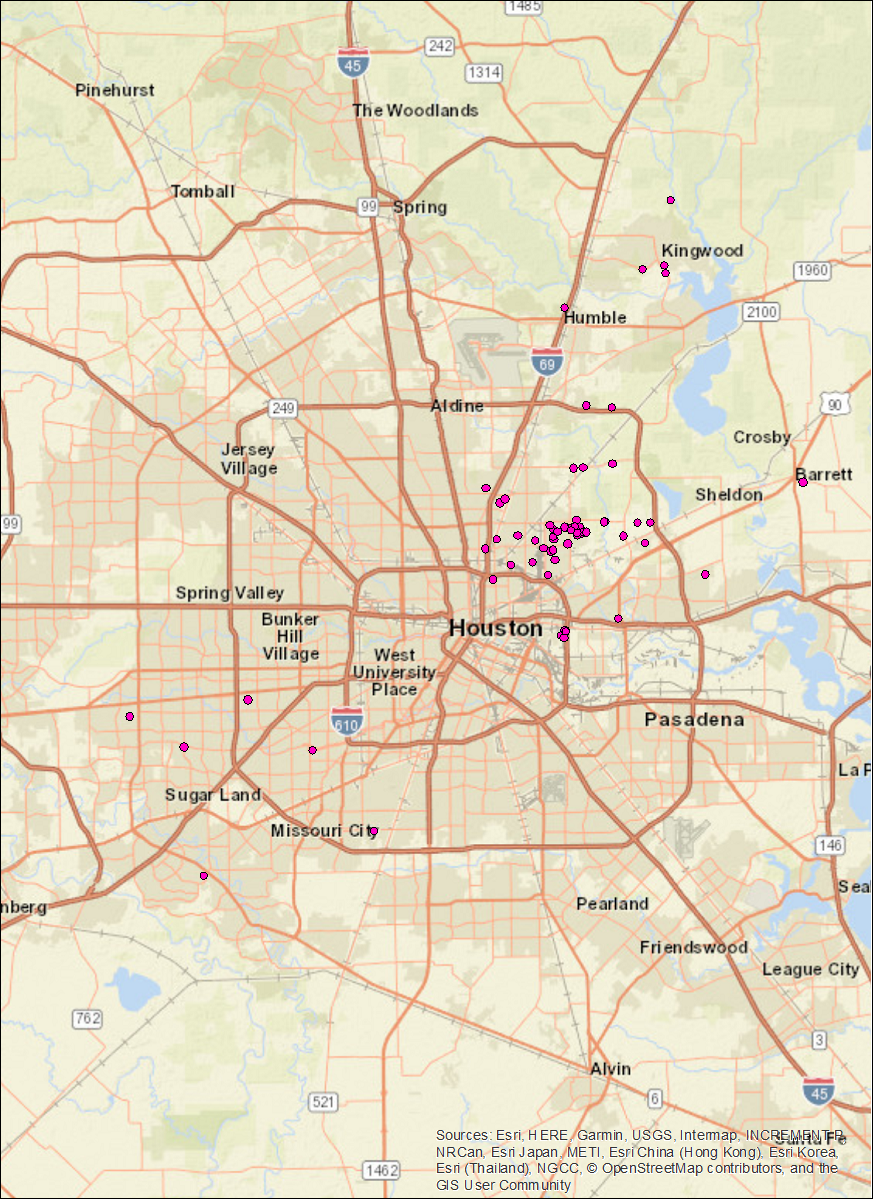 1485
242
45
1314
Pinehurst
The Woodlands
Tomball
99
Spring
Kingwood
1960
2100
Humble
69
249
Aldine
90
Crosby
Jersey
Village
Barrett
Sheldon
99
Spring Valley
Bunker
Hill
Village
Houston
West
University
Place
610
Pasadena
La P
Sugar Land
Missouri City
146
Sea
nberg
Pearland
Friendswood
League City
762
3
Alvin
45
6
521
Santa Fe
Sources: Esri, HERE, Garmin, USGS, Intermap, INCREMENT P,
NRCan, Esri Japan, METI, Esri China (Hong Kong), Esri Korea,
Esri (Thailand), NGCC, © OpenStreetMap contributors, and the
GIS User Community
1462